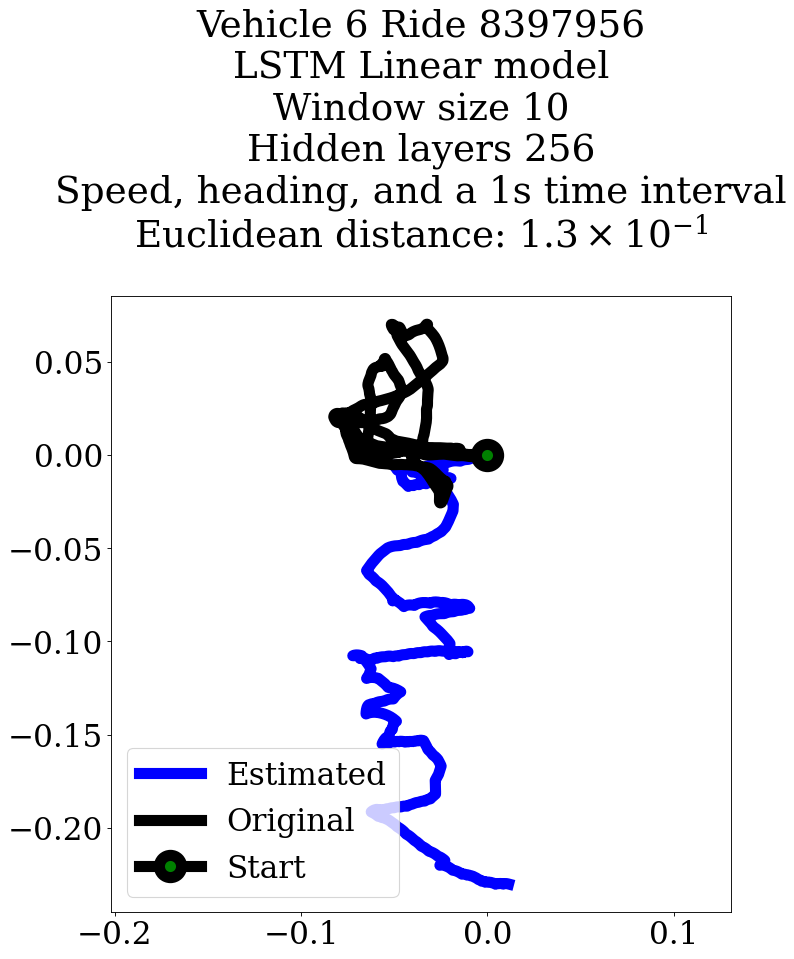 Vehicle 6 Ride 8397956
LSTM Linear model
Window size 10
Hidden layers 256
Speed, heading, and a 1s time interval
Euclidean distance: 1.3 × 10⁻¹
0.05
0.00
−0.05
−0.10
−0.15
−0.20
Estimated
Original
Start
−0.2 −0.1 0.0 0.1